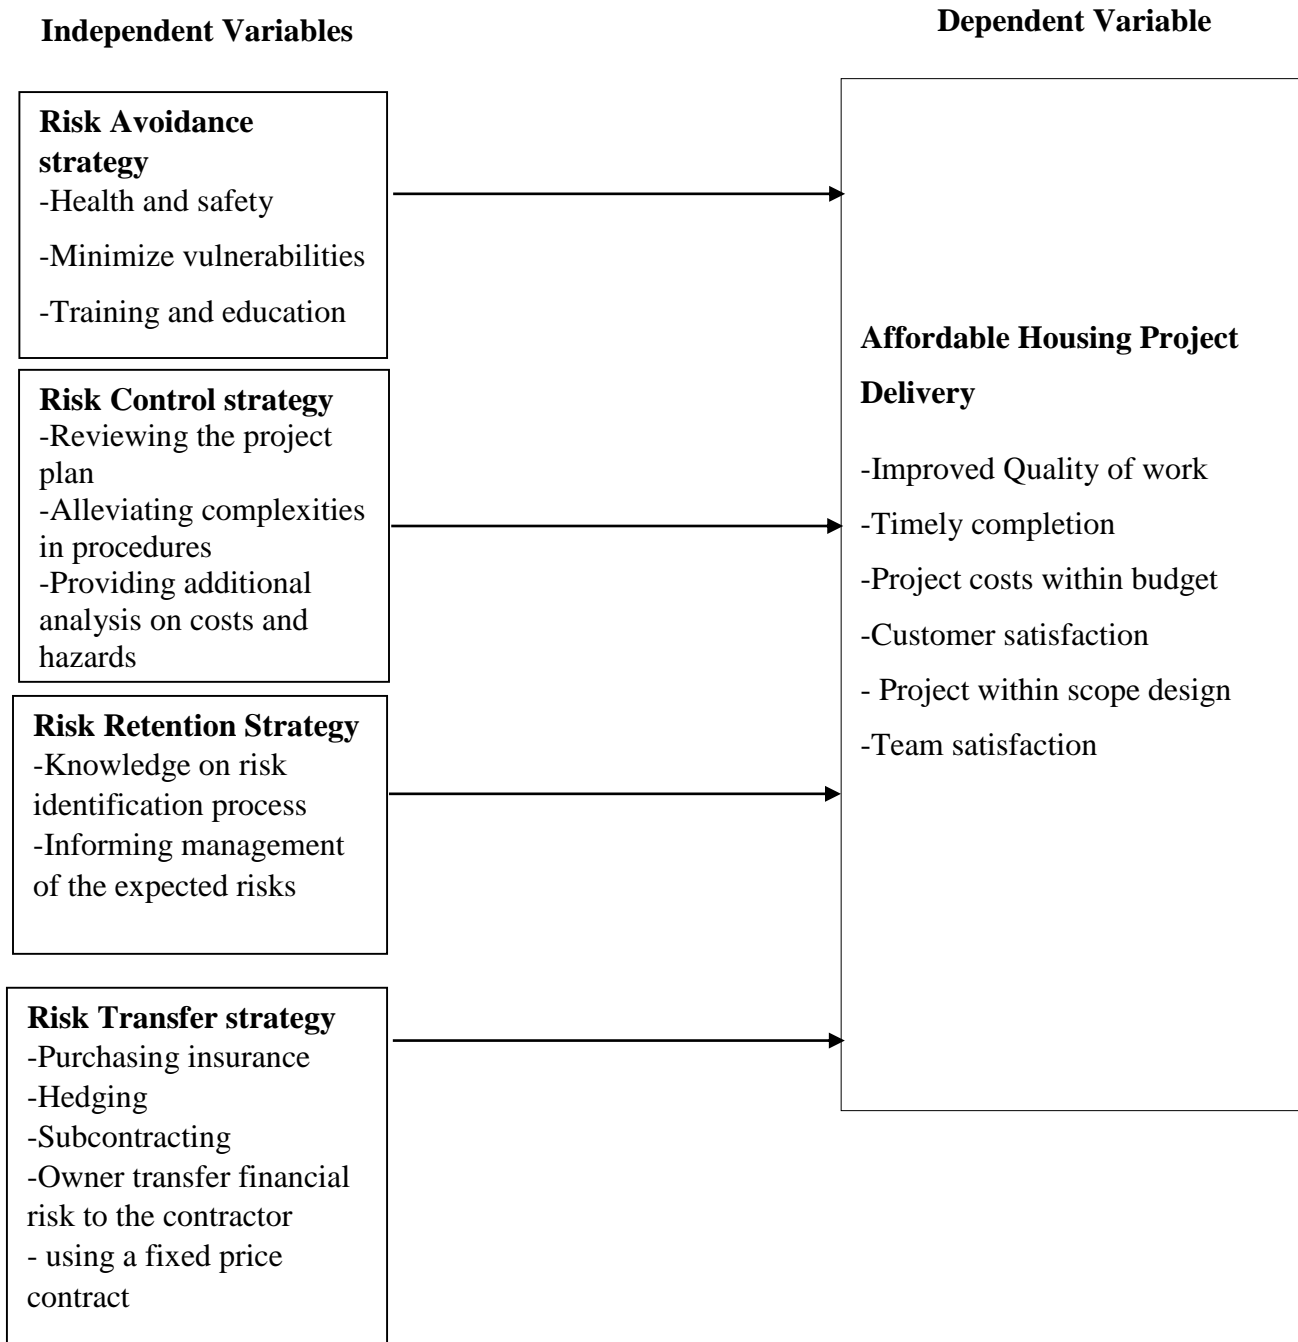 Independent Variables
Dependent Variable
Risk Avoidance
strategy
-Health and safety
-Minimize vulnerabilities
-Training and education
Risk Control strategy
-Reviewing the project
plan
-Alleviating complexities
in procedures
-Providing additional
analysis on costs and
hazards
Risk Retention Strategy
-Knowledge on risk
identification process
-Informing management
of the expected risks
Risk Transfer strategy
-Purchasing insurance
-Hedging
-Subcontracting
-Owner transfer financial
risk to the contractor
- using a fixed price
contract
Affordable Housing Project
Delivery
-Improved Quality of work
-Timely completion
-Project costs within budget
-Customer satisfaction
- Project within scope design
-Team satisfaction